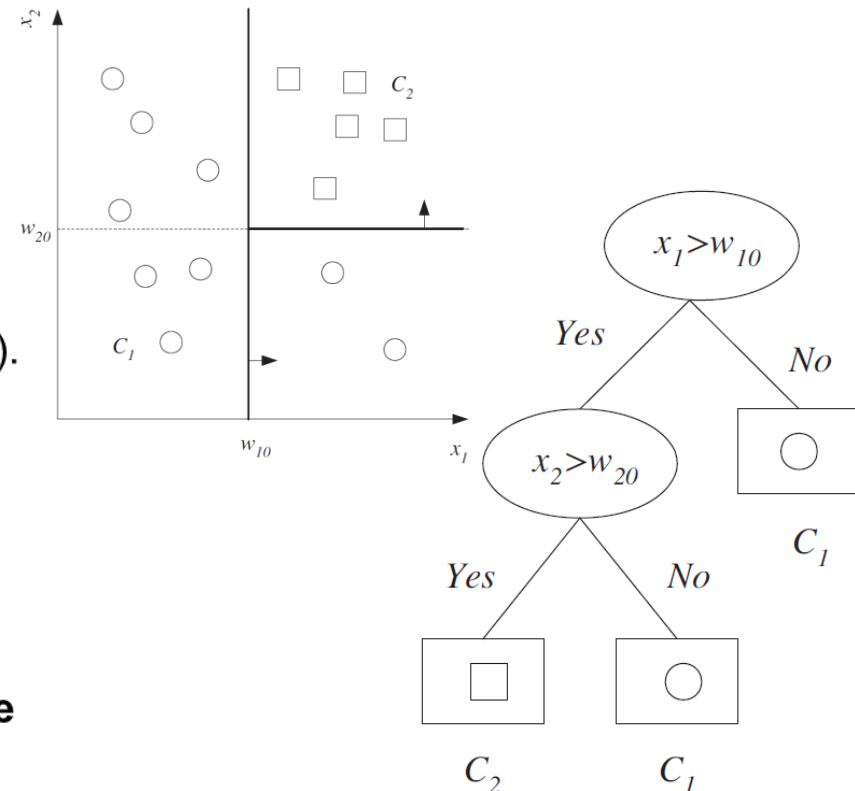 x₂
C₂
w₂₀
).
C₁
w₁₀
x₁
x₁>w₁₀
Yes
No
x₂>w₂₀
C₁
Yes
No
e
C₂
C₁